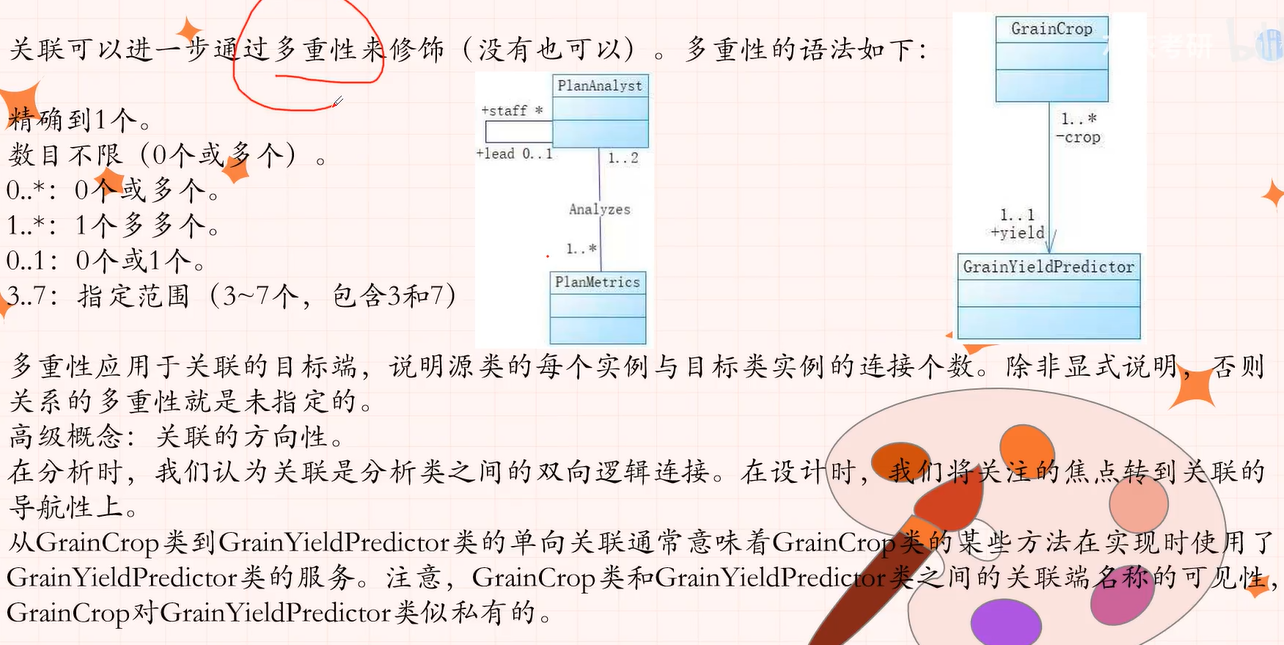 关联可以进一步通过多重性来修饰（没有也可以）。多重性的语法如下：
精确到1个。
数目不限（0个或多个）。
0..*：0个或多个。
1..*：1个多多个。
0..1：0个或1个。
3..7：指定范围（3~7个，包含3和7）
PlanAnalyst
+staff *
+lead 0..1
1..2
Analyzes
1..*
PlanMetrics
GrainCrop
考研
1..*
-crop
1..1
+yield
GrainYieldPredictor
多重性应用于关联的目标端，说明源类的每个实例与目标类实例的连接个数。除非显式说明，否则
关系的多重性就是未指定的。
高级概念：关联的方向性。
在分析时，我们认为关联是分析类之间的双向逻辑连接。在设计时，我们将关注的焦点转到关联的
导航性上。
从GrainCrop类到GrainYieldPredictor类的单向关联通常意味着GrainCrop类的某些方法在实现时使用了
GrainYieldPredictor类的服务。注意，GrainCrop类和GrainYieldPredictor类之间的关联端名称的可见性，
GrainCrop对GrainYieldPredictor类似私有的。